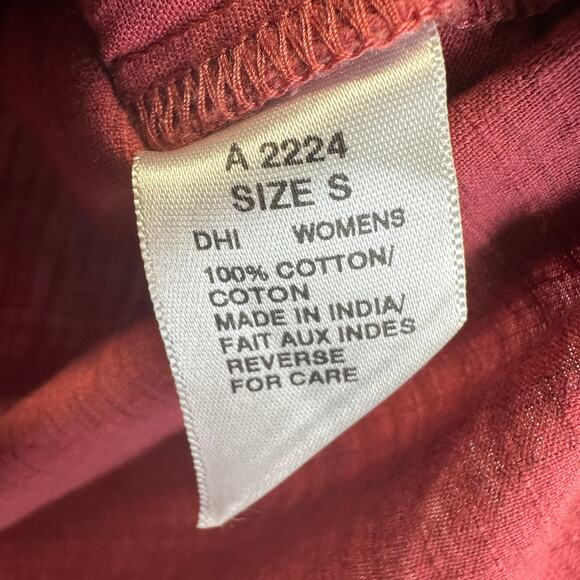 A 2224
SIZE S
DHI WOMENS
100% COTTON/
COTON
MADE IN INDIA/
FAIT AUX INDES
REVERSE
FOR CARE